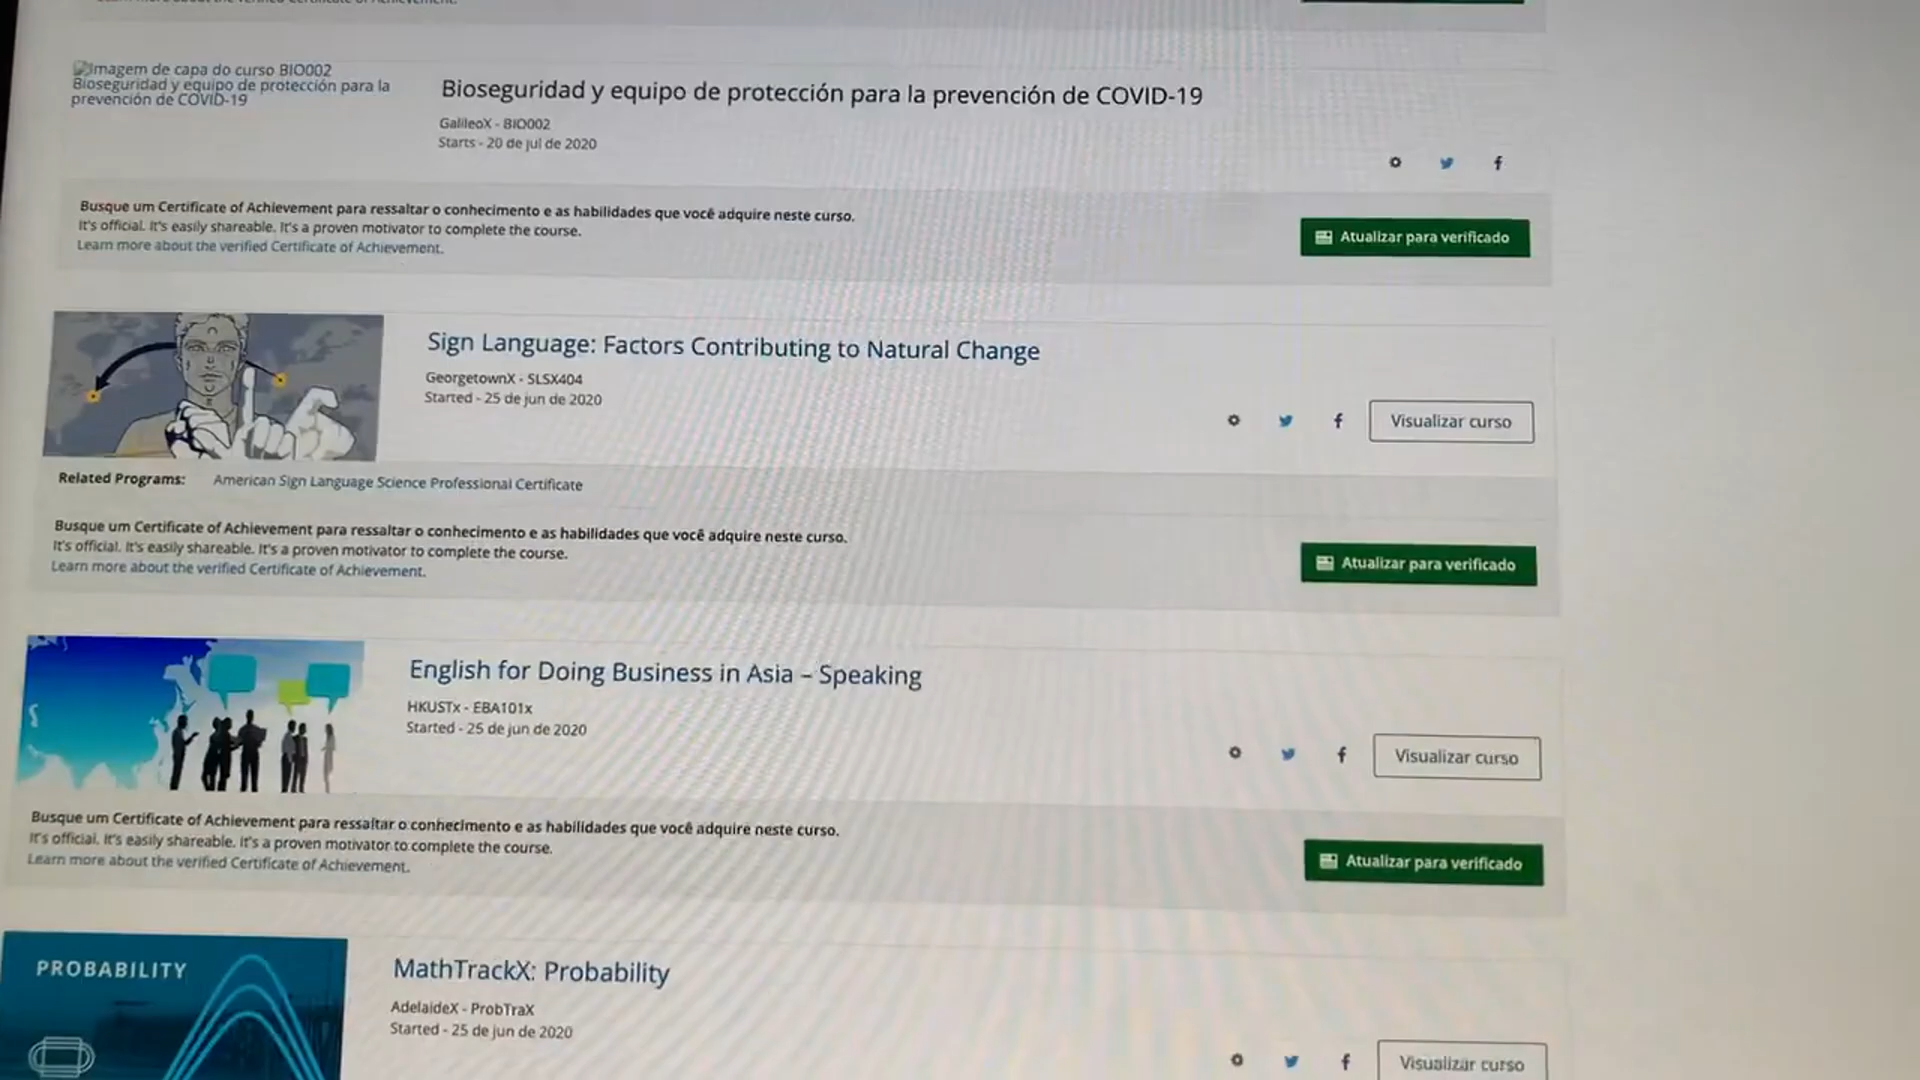 Imagem de capa do curso BIO002
Bioseguridad y equipo de protección para la
prevención de COVID-19
Bioseguridad y equipo de protección para la prevención de COVID-19
GalileoX - BIO002
Starts - 20 de jul de 2020
Busque um Certificate of Achievement para ressaltar o conhecimento e as habilidades que você adquire neste curso.
It's official. It's easily shareable. It's a proven motivator to complete the course.
Learn more about the verified Certificate of Achievement.
Atualizar para verificado
Sign Language: Factors Contributing to Natural Change
GeorgetownX - SLSX404
Started - 25 de jun de 2020
Visualizar curso
Related Programs: American Sign Language Science Professional Certificate
Busque um Certificate of Achievement para ressaltar o conhecimento e as habilidades que você adquire neste curso.
It's official. It's easily shareable. It's a proven motivator to complete the course.
Learn more about the verified Certificate of Achievement.
Atualizar para verificado
English for Doing Business in Asia – Speaking
HKUSTx - EBA101x
Started - 25 de jun de 2020
Visualizar curso
Busque um Certificate of Achievement para ressaltar o conhecimento e as habilidades que você adquire neste curso.
It's official. It's easily shareable. It's a proven motivator to complete the course.
Learn more about the verified Certificate of Achievement.
Atualizar para verificado
PROBABILITY
MathTrackX: Probability
AdelaideX - ProbTraX
Started - 25 de jun de 2020
Visualizar curso